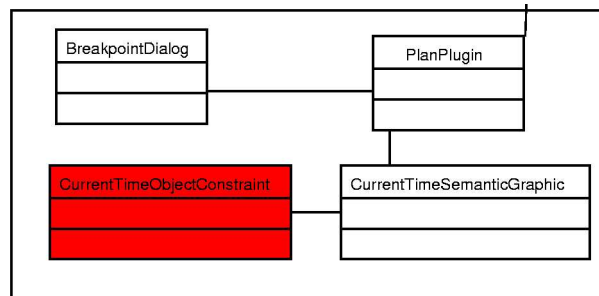 BreakpointDialog
PlanPlugin
CurrentTimeObjectConstraint
CurrentTimeSemanticGraphic